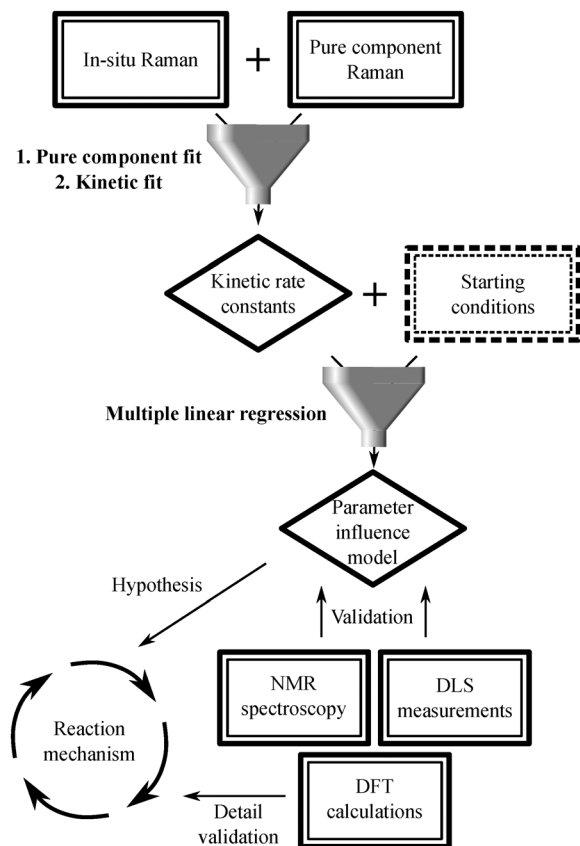 In-situ Raman
+
Pure component
Raman
1. Pure component fit
2. Kinetic fit
Kinetic rate
constants
+
Starting
conditions
Multiple linear regression
Parameter
influence
model
Hypothesis
Validation
NMR
spectroscopy
DLS
measurements
Reaction
mechanism
DFT
calculations
Detail
validation